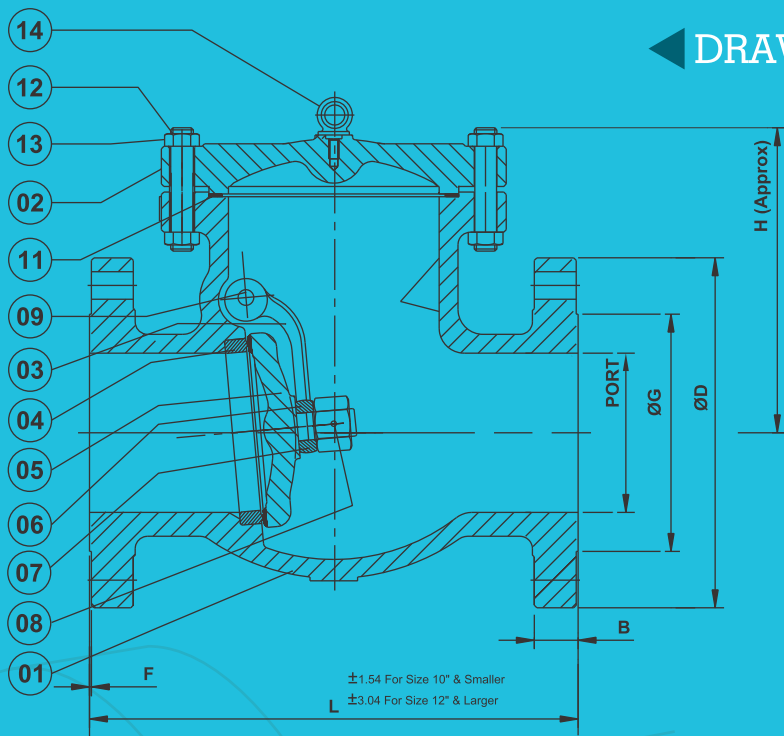 14
DRAV
12
13
02
11
09
03
04
05
06
07
08
01
H (Approx)
PORT
ØG
ØD
B
F
±1.54 For Size 10" & Smaller
L
±3.04 For Size 12" & Larger